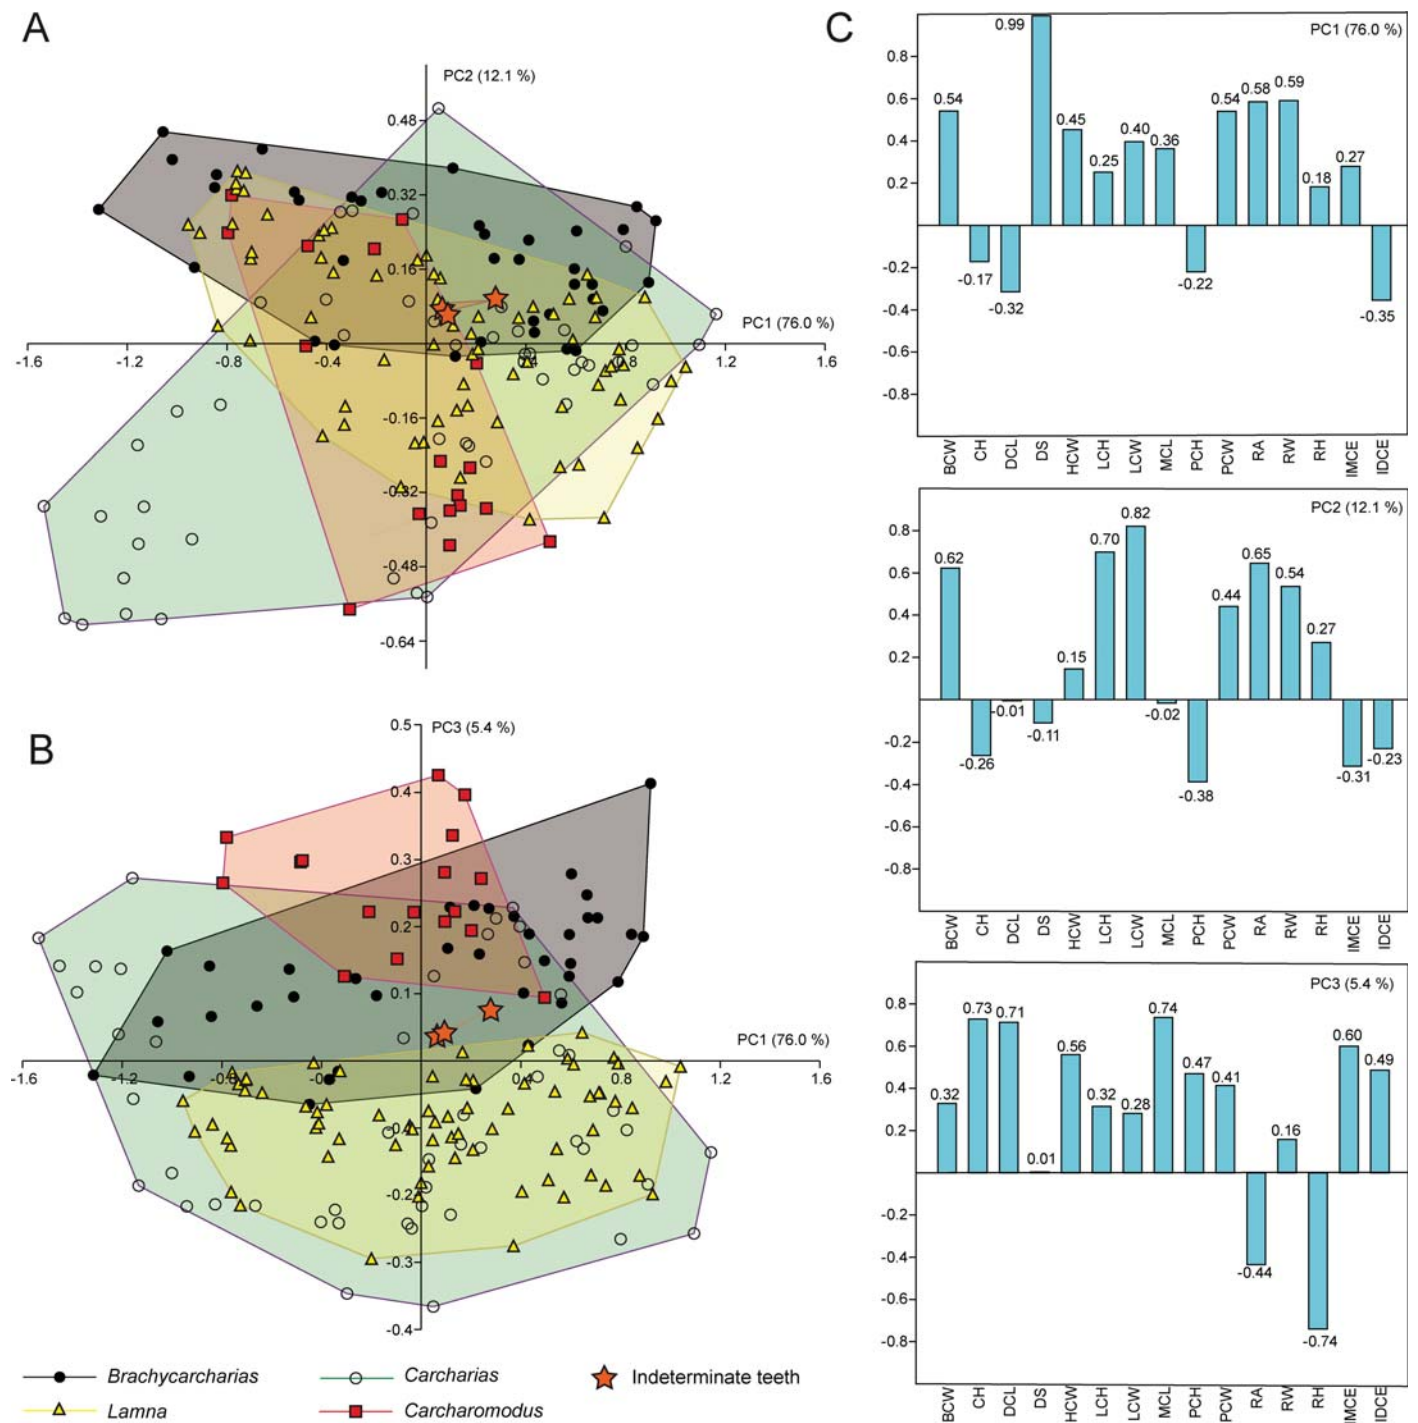 A
PC2 (12.1 %)
0.48
0.32
0.16
PC1 (76.0 %)
-1.6
-1.2
-0.8
-0.4
0.4
0.8
1.2
1.6
-0.16
-0.32
-0.48
-0.64
B
PC3 (5.4 %)
0.5
0.4
0.3
0.2
0.1
PC1 (76.0 %)
-1.6
-1.2
-0.8
0.4
0.8
1.2
1.6
-0.2
-0.3
-0.4
Brachycarcharias
Carcharias
Indeterminate teeth
Lamna
Carcharomodus
C
PC1 (76.0 %)
0.8
0.6
0.4
0.2
-0.2
-0.4
-0.6
-0.8
0.54
-0.17
-0.32
0.99
0.45
0.25
0.40
0.36
-0.22
0.54
0.58
0.59
0.18
0.27
-0.35
BCW
CH
DCL
DS
HCW
LCH
LCW
MCL
PCH
PCW
RA
RW
RH
IMCE
IDCE
PC2 (12.1 %)
0.8
0.6
0.4
0.2
-0.2
-0.4
-0.6
-0.8
0.62
-0.26
-0.01
-0.11
0.15
0.70
0.82
-0.02
-0.38
0.44
0.65
0.54
0.27
-0.31
-0.23
BCW
CH
DCL
DS
HCW
LCH
LCW
MCL
PCH
PCW
RA
RW
RH
IMCE
IDCE
PC3 (5.4 %)
0.8
0.6
0.4
0.2
-0.2
-0.4
-0.6
-0.8
0.32
0.73
0.71
0.01
0.56
0.32
0.28
0.74
0.47
0.41
-0.44
0.16
-0.74
0.60
0.49
BCW
CH
DCL
DS
HCW
LCH
LCW
MCL
PCH
PCW
RA
RW
RH
IMCE
IDCE